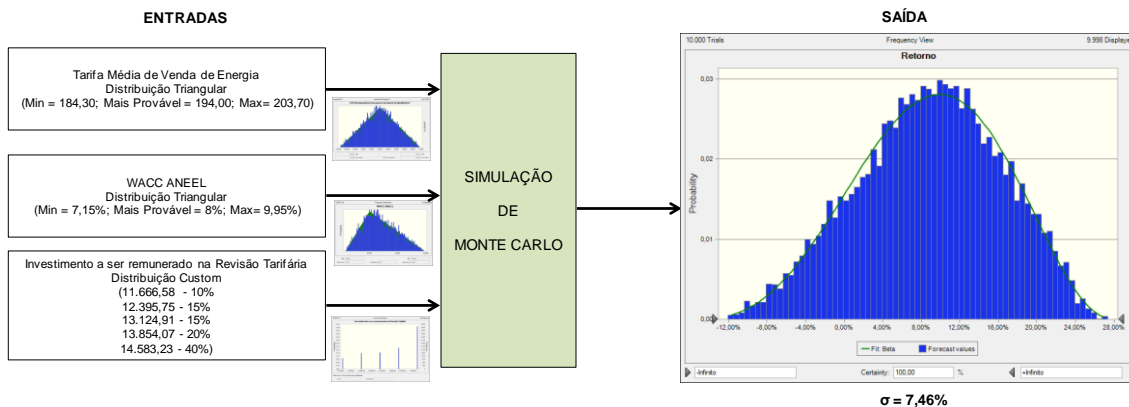 ENTRADAS
SAÍDA
Tarifa Média de Venda de Energia
Distribuição Triangular
(Min = 184,30; Mais Provável = 194,00; Max= 203,70)
WACC ANEEL
Distribuição Triangular
(Min = 7,15%; Mais Provável = 8%; Max= 9,95%)
Investimento a ser remunerado na Revisão Tarifária
Distribuição Custom
(11.666,58 - 10%
12.395,75 - 15%
13.124,91 - 15%
13.854,07 - 20%
14.583,23 - 40%)
SIMULAÇÃO
DE
MONTE CARLO
10.000 Trials Frequency View 9.998 Displaye
Retorno
Probability
0,03
0,02
0,01
0,00
-12,00% -8,00% -4,00% 0,00% 4,00% 8,00% 12,00% 16,00% 20,00% 24,00% 28,00%
Fit: Beta Forecast values
-Infinito Certainty: 100,00 % +Infinito
σ = 7,46%